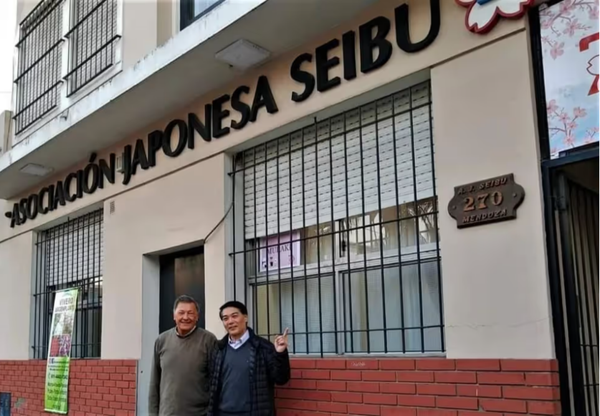 ASOCIACIÓN JAPONESA SEIBU
A. J. SEIBU
270
MENDOZA